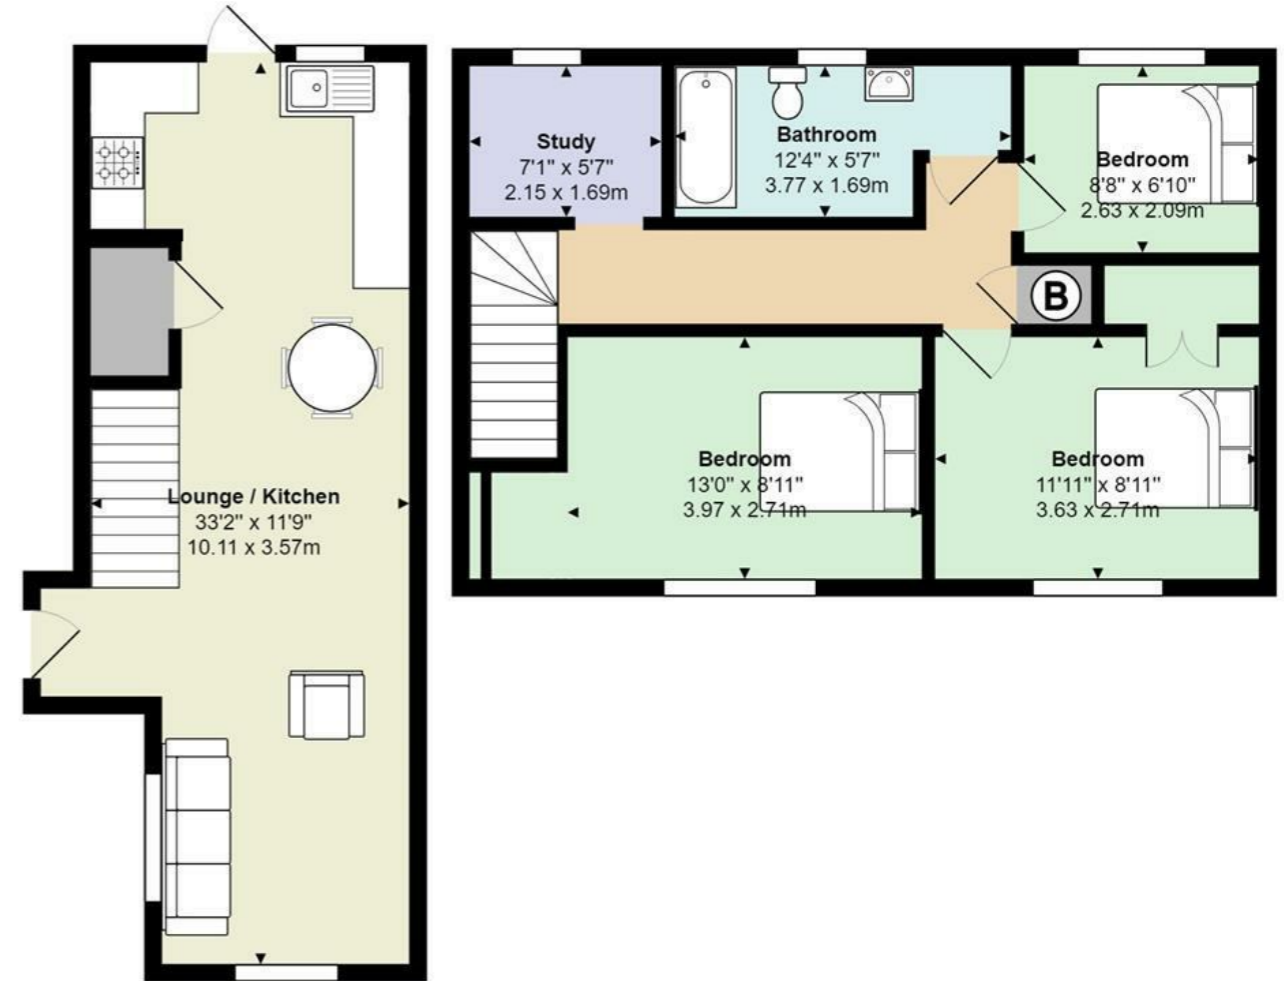 Lounge / Kitchen
33'2" x 11'9"
10.11 x 3.57m
Study
7'1" x 5'7"
2.15 x 1.69m
Bathroom
12'4" x 5'7"
3.77 x 1.69m
Bedroom
8'8" x 6'10"
2.63 x 2.09m
B
Bedroom
13'0" x 8'11"
3.97 x 2.71m
Bedroom
11'11" x 8'11"
3.63 x 2.71m